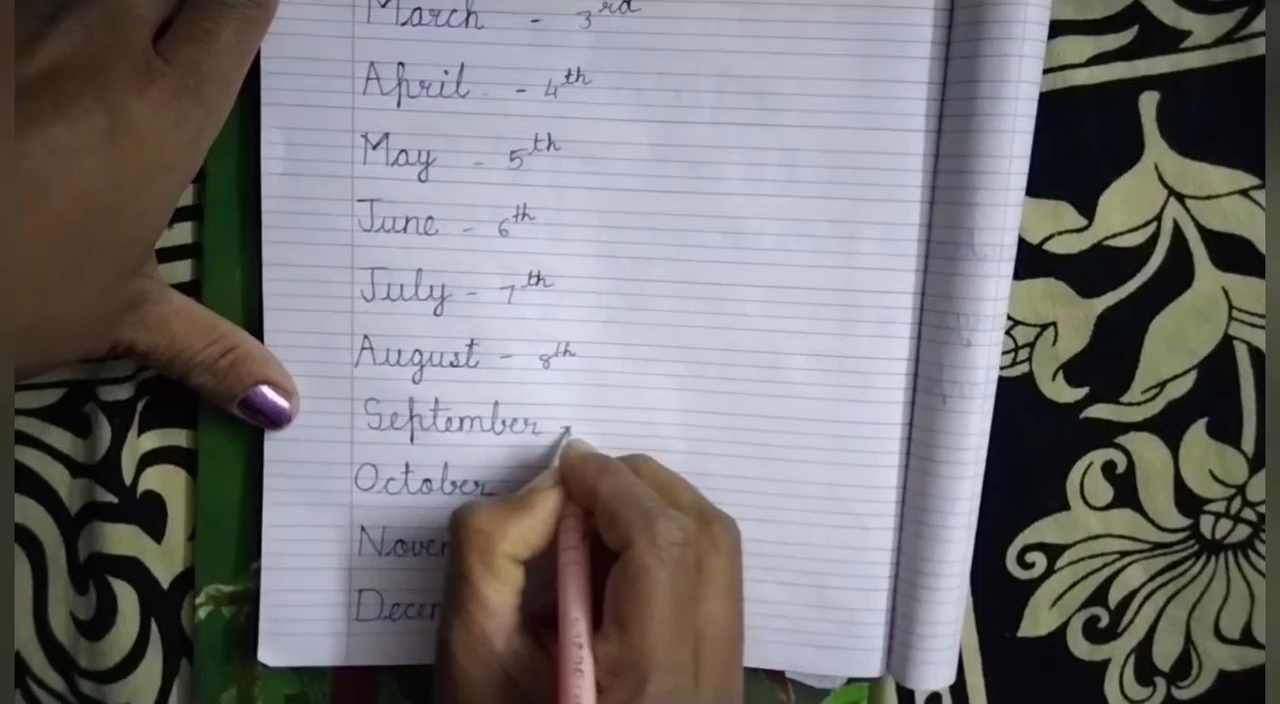 March - 3rd
April - 4th
May - 5th
June - 6th
July - 7th
August - 8th
September
October